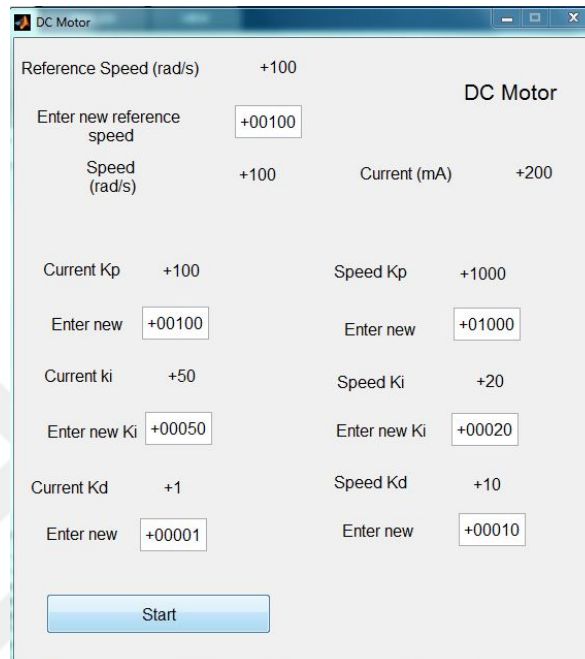 DC Motor
Reference Speed (rad/s) +100
DC Motor
Enter new reference
speed
+00100
Speed
(rad/s)
+100 Current (mA) +200
Current Kp +100 Speed Kp +1000
Enter new +00100 Enter new +01000
Current ki +50 Speed Ki +20
Enter new Ki +00050 Enter new Ki +00020
Current Kd +1 Speed Kd +10
Enter new +00001 Enter new +00010
Start